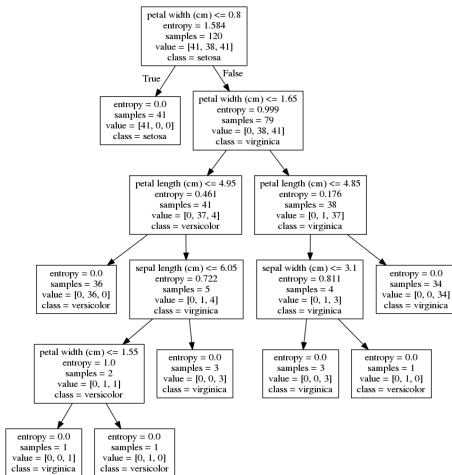 petal width (cm) <= 0.8
entropy = 1.584
samples = 120
value = [41, 38, 41]
class = setosa
True
False
entropy = 0.0
samples = 41
value = [41, 0, 0]
class = setosa
petal width (cm) <= 1.65
entropy = 0.999
samples = 79
value = [0, 38, 41]
class = virginica
petal length (cm) <= 4.95
entropy = 0.461
samples = 41
value = [0, 37, 4]
class = versicolor
petal length (cm) <= 4.85
entropy = 0.176
samples = 38
value = [0, 1, 37]
class = virginica
entropy = 0.0
samples = 36
value = [0, 36, 0]
class = versicolor
sepal length (cm) <= 6.05
entropy = 0.722
samples = 5
value = [0, 1, 4]
class = virginica
sepal width (cm) <= 3.1
entropy = 0.811
samples = 4
value = [0, 1, 3]
class = virginica
entropy = 0.0
samples = 34
value = [0, 0, 34]
class = virginica
petal width (cm) <= 1.55
entropy = 1.0
samples = 2
value = [0, 1, 1]
class = versicolor
entropy = 0.0
samples = 3
value = [0, 0, 3]
class = virginica
entropy = 0.0
samples = 3
value = [0, 0, 3]
class = virginica
entropy = 0.0
samples = 1
value = [0, 1, 0]
class = versicolor
entropy = 0.0
samples = 1
value = [0, 0, 1]
class = virginica
entropy = 0.0
samples = 1
value = [0, 1, 0]
class = versicolor